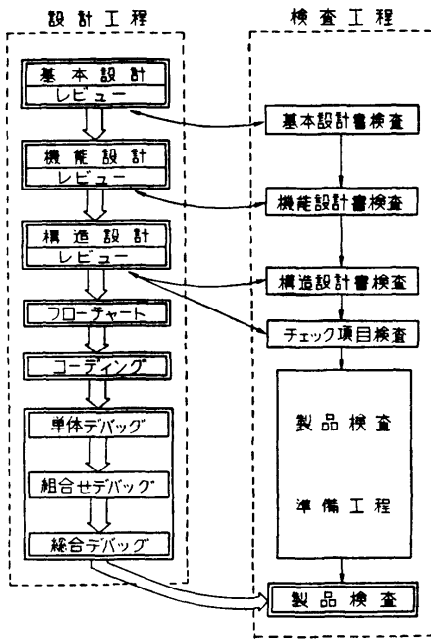 設計工程
基本設計
レビュー
機能設計
レビュー
構造設計
レビュー
フローチャート
コーディング
単体デバッグ
組合せデバッグ
総合デバッグ
検査工程
基本設計書検査
機能設計書検査
構造設計書検査
チェック項目検査
製品検査
準備工程
製品検査